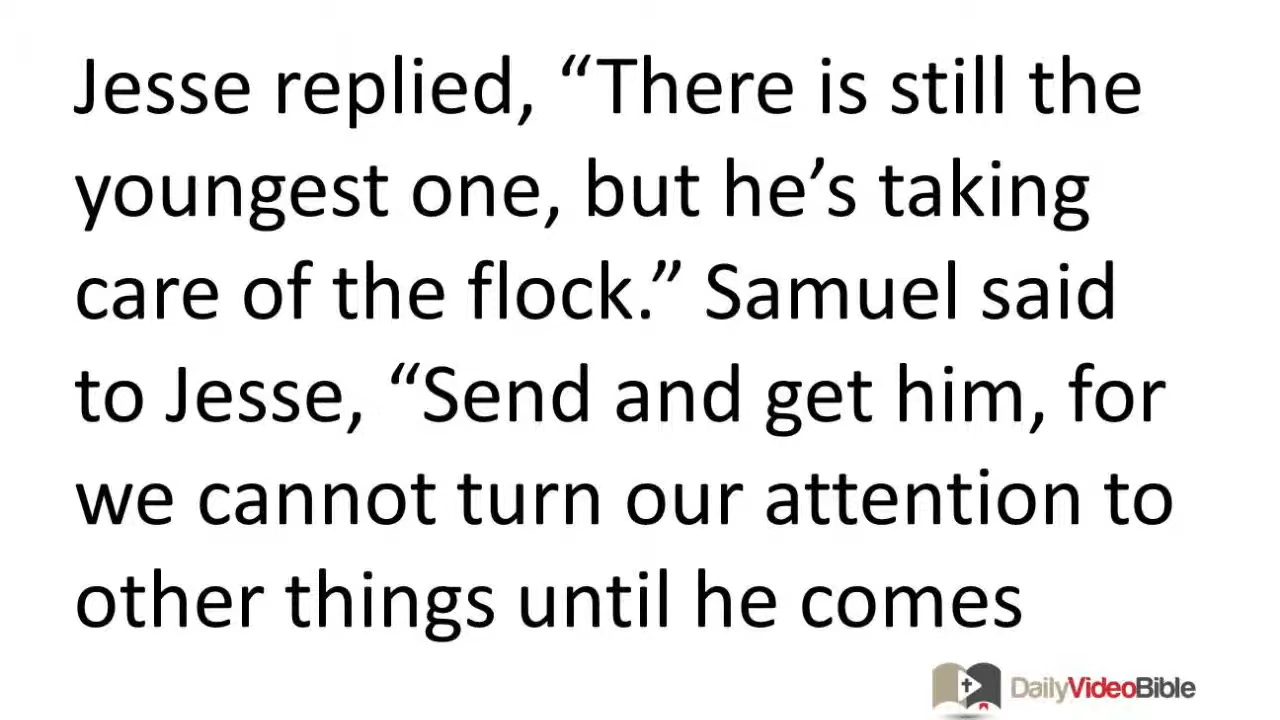 Jesse replied, “There is still the
youngest one, but he’s taking
care of the flock.” Samuel said
to Jesse, “Send and get him, for
we cannot turn our attention to
other things until he comes
DailyVideoBible